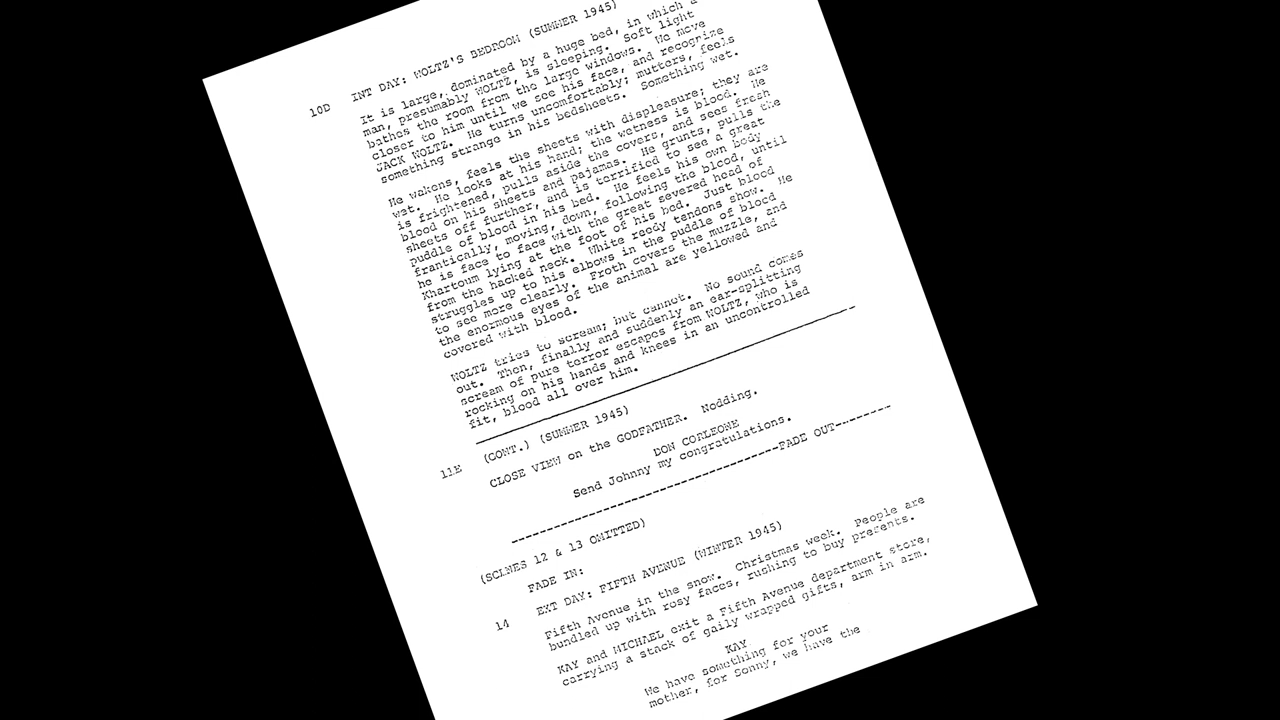 10D INT DAY: WOLTZ'S BEDROOM (SUMMER 1945)
It is large, dominated by a huge bed, in which a
man, presumably WOLTZ, is sleeping. Soft light
bathes the room from the large windows. We move
closer to him until we see his face, and recognize
JACK WOLTZ. He turns uncomfortably; mutters, feels
something strange in his bedsheets. Something wet.
He wakens, feels the sheets with displeasure; they are
wet. He looks at his hand; the wetness is blood. He
is frightened, pulls aside the covers, and sees fresh
blood on his sheets and pajamas. He grunts, pulls the
sheets off further, and is terrified to see a great
puddle of blood in his bed. He feels his own body
frantically, moving, down, following the blood, until
he is face to face with the great severed head of
Khartoum lying at the foot of his bed. Just blood
from the hacked neck. White reedy tendons show. He
struggles up to his elbows in the puddle of blood
to see more clearly. Froth covers the muzzle, and
the enormous eyes of the animal are yellowed and
covered with blood.
WOLTZ tries to scream; but cannot. No sound comes
out. Then, finally and suddenly an ear-splitting
scream of pure terror escapes from WOLTZ, who is
rocking on his hands and knees in an uncontrolled
fit, blood all over him.
11E (CONT.) (SUMMER 1945)
CLOSE VIEW on the GODFATHER. Nodding.
DON CORLEONE
Send Johnny my congratulations.
-------------------------------FADE OUT-------
(SCENES 12 & 13 OMITTED)
FADE IN:
14 EXT DAY: FIFTH AVENUE (WINTER 1945)
Fifth Avenue in the snow. Christmas week. People are
bundled up with rosy faces, rushing to buy presents.
KAY and MICHAEL exit a Fifth Avenue department store,
carrying a stack of gaily wrapped gifts, arm in arm.
KAY
We have something for your
mother, for Sonny, we have the